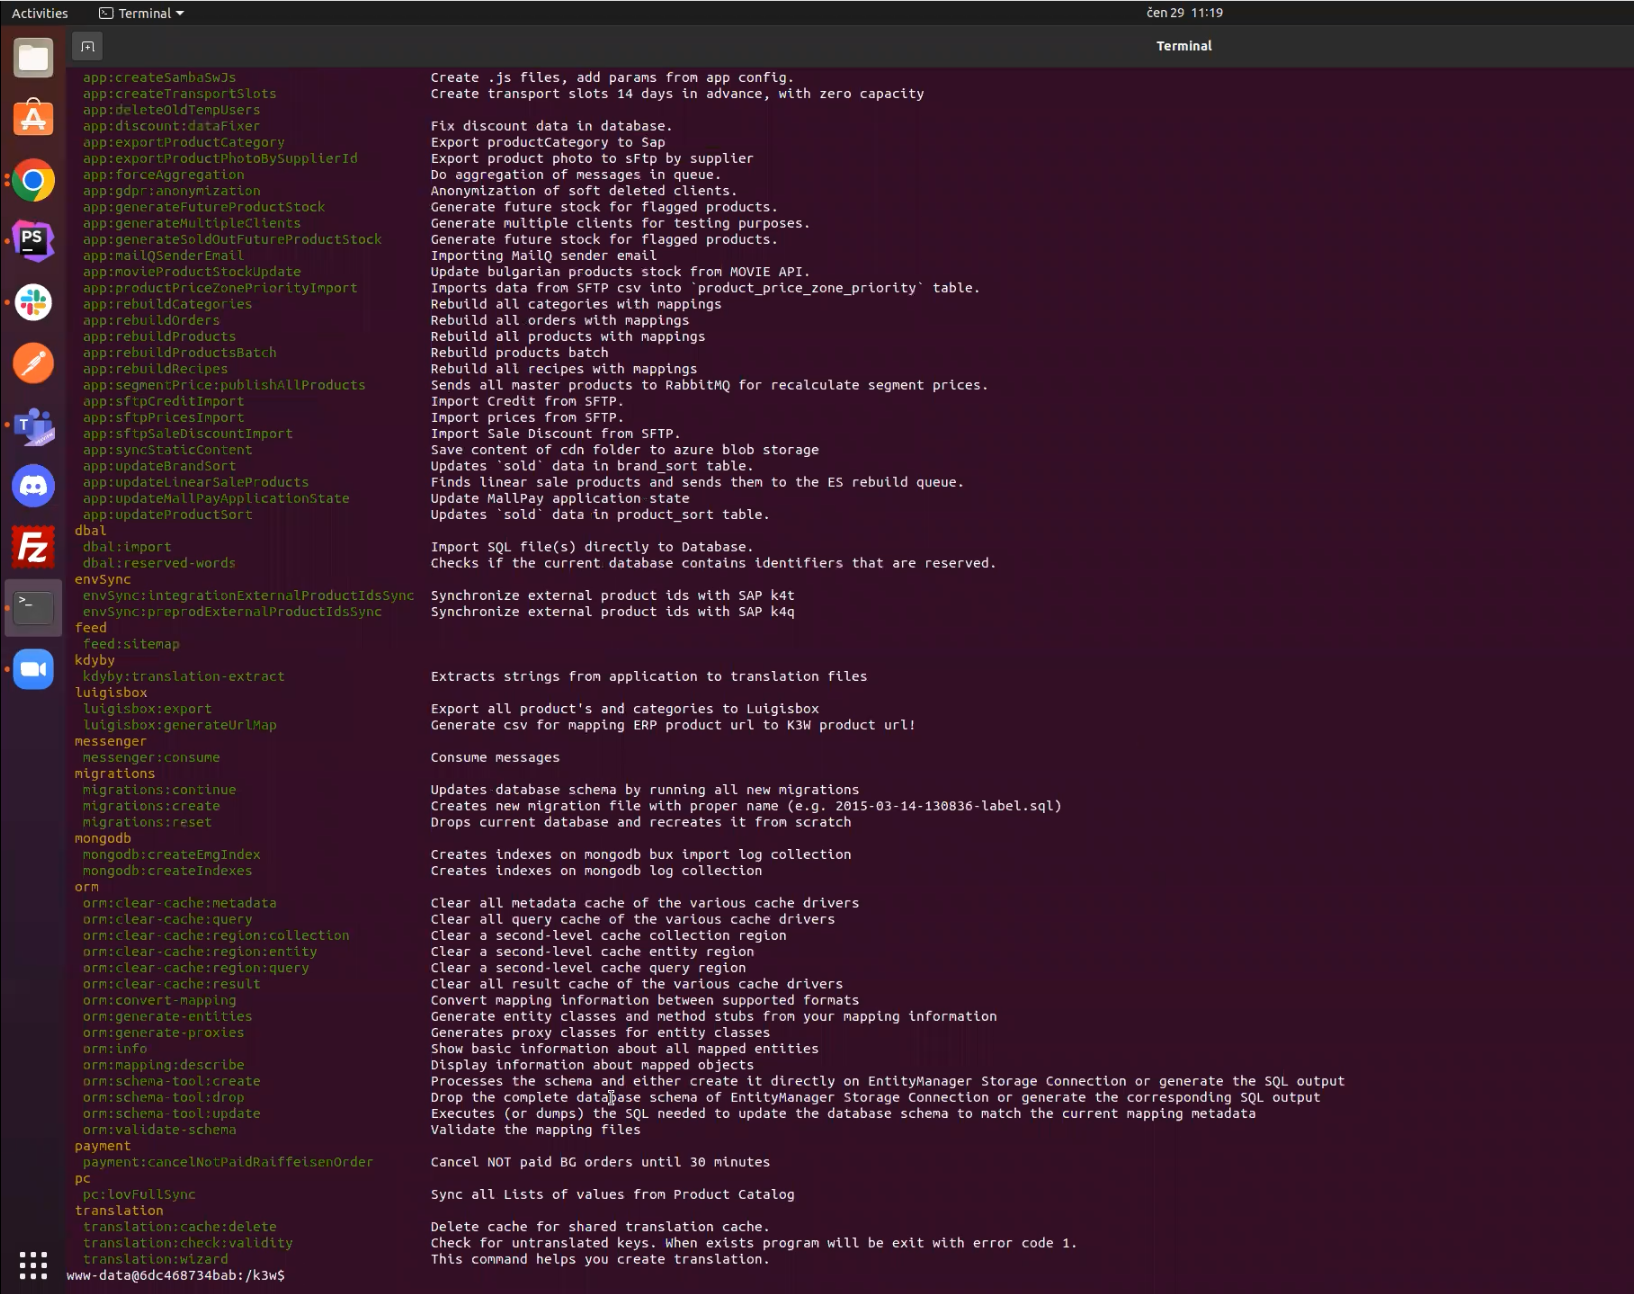 Activities Terminal čen 29 11:19
Terminal
app:createSambaSwJs Create .js files, add params from app config.
app:createTransportSlots Create transport slots 14 days in advance, with zero capacity
app:deleteOldTempUsers
app:discount:dataFixer Fix discount data in database.
app:exportProductCategory Export productCategory to Sap
app:exportProductPhotoBySupplierId Export product photo to sFtp by supplier
app:forceAggregation Do aggregation of messages in queue.
app:gdpr:anonymization Anonymization of soft deleted clients.
app:generateFutureProductStock Generate future stock for flagged products.
app:generateMultipleClients Generate multiple clients for testing purposes.
app:generateSoldOutFutureProductStock Generate future stock for flagged products.
app:mailQSenderEmail Importing MailQ sender email
app:movieProductStockUpdate Update bulgarian products stock from MOVIE API.
app:productPriceZonePriorityImport Imports data from SFTP csv into `product_price_zone_priority` table.
app:rebuildCategories Rebuild all categories with mappings
app:rebuildOrders Rebuild all orders with mappings
app:rebuildProducts Rebuild all products with mappings
app:rebuildProductsBatch Rebuild products batch
app:rebuildRecipes Rebuild all recipes with mappings
app:segmentPrice:publishAllProducts Sends all master products to RabbitMQ for recalculate segment prices.
app:sftpCreditImport Import Credit from SFTP.
app:sftpPricesImport Import prices from SFTP.
app:sftpSaleDiscountImport Import Sale Discount from SFTP.
app:syncStaticContent Save content of cdn folder to azure blob storage
app:updateBrandSort Updates `sold` data in brand_sort table.
app:updateLinearSaleProducts Finds linear sale products and sends them to the ES rebuild queue.
app:updateMallPayApplicationState Update MallPay application state
app:updateProductSort Updates `sold` data in product_sort table.
dbal
dbal:import Import SQL file(s) directly to Database.
dbal:reserved-words Checks if the current database contains identifiers that are reserved.
envSync
envSync:integrationExternalProductIdsSync Synchronize external product ids with SAP k4t
envSync:preprodExternalProductIdsSync Synchronize external product ids with SAP k4q
feed
feed:sitemap
kdyby
kdyby:translation-extract Extracts strings from application to translation files
luigisbox
luigisbox:export Export all product's and categories to Luigisbox
luigisbox:generateUrlMap Generate csv for mapping ERP product url to K3W product url!
messenger
messenger:consume Consume messages
migrations
migrations:continue Updates database schema by running all new migrations
migrations:create Creates new migration file with proper name (e.g. 2015-03-14-130836-label.sql)
migrations:reset Drops current database and recreates it from scratch
mongodb
mongodb:createEmgIndex Creates indexes on mongodb bux import log collection
mongodb:createIndexes Creates indexes on mongodb log collection
orm
orm:clear-cache:metadata Clear all metadata cache of the various cache drivers
orm:clear-cache:query Clear all query cache of the various cache drivers
orm:clear-cache:region:collection Clear a second-level cache collection region
orm:clear-cache:region:entity Clear a second-level cache entity region
orm:clear-cache:region:query Clear a second-level cache query region
orm:clear-cache:result Clear all result cache of the various cache drivers
orm:convert-mapping Convert mapping information between supported formats
orm:generate-entities Generate entity classes and method stubs from your mapping information
orm:generate-proxies Generates proxy classes for entity classes
orm:info Show basic information about all mapped entities
orm:mapping:describe Display information about mapped objects
orm:schema-tool:create Processes the schema and either create it directly on EntityManager Storage Connection or generate the SQL output
orm:schema-tool:drop Drop the complete database schema of EntityManager Storage Connection or generate the corresponding SQL output
orm:schema-tool:update Executes (or dumps) the SQL needed to update the database schema to match the current mapping metadata
orm:validate-schema Validate the mapping files
payment
payment:cancelNotPaidRaiffeisenOrder Cancel NOT paid BG orders until 30 minutes
pc
pc:lovFullSync Sync all Lists of values from Product Catalog
translation
translation:cache:delete Delete cache for shared translation cache.
translation:check:validity Check for untranslated keys. When exists program will be exit with error code 1.
translation:wizard This command helps you create translation.
www-data@6dc468734bab:/k3w$